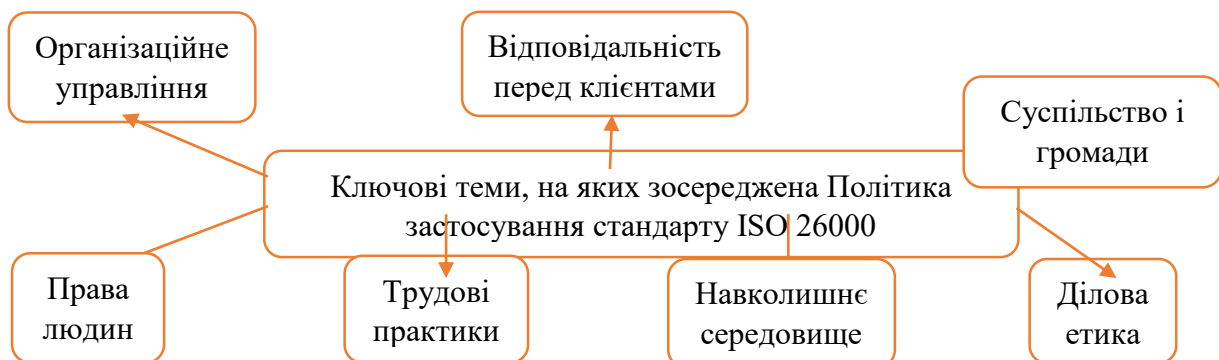 Організаційне
управління
Відповідальність
перед клієнтами
Суспільство і
громади
Ключові теми, на яких зосереджена Політика
застосування стандарту ISO 26000
Права
людин
Трудові
практики
Навколишнє
середовище
Ділова
етика